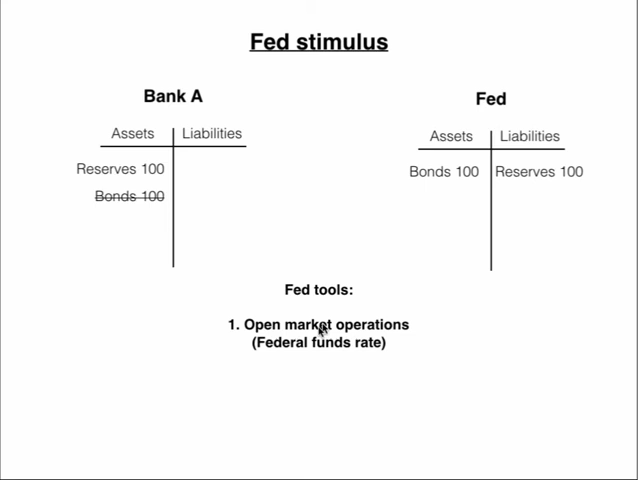 Fed stimulus
Bank A
Assets Liabilities
Reserves 100
Bonds 100
Fed
Assets Liabilities
Bonds 100 Reserves 100
Fed tools:
1. Open market operations
(Federal funds rate)